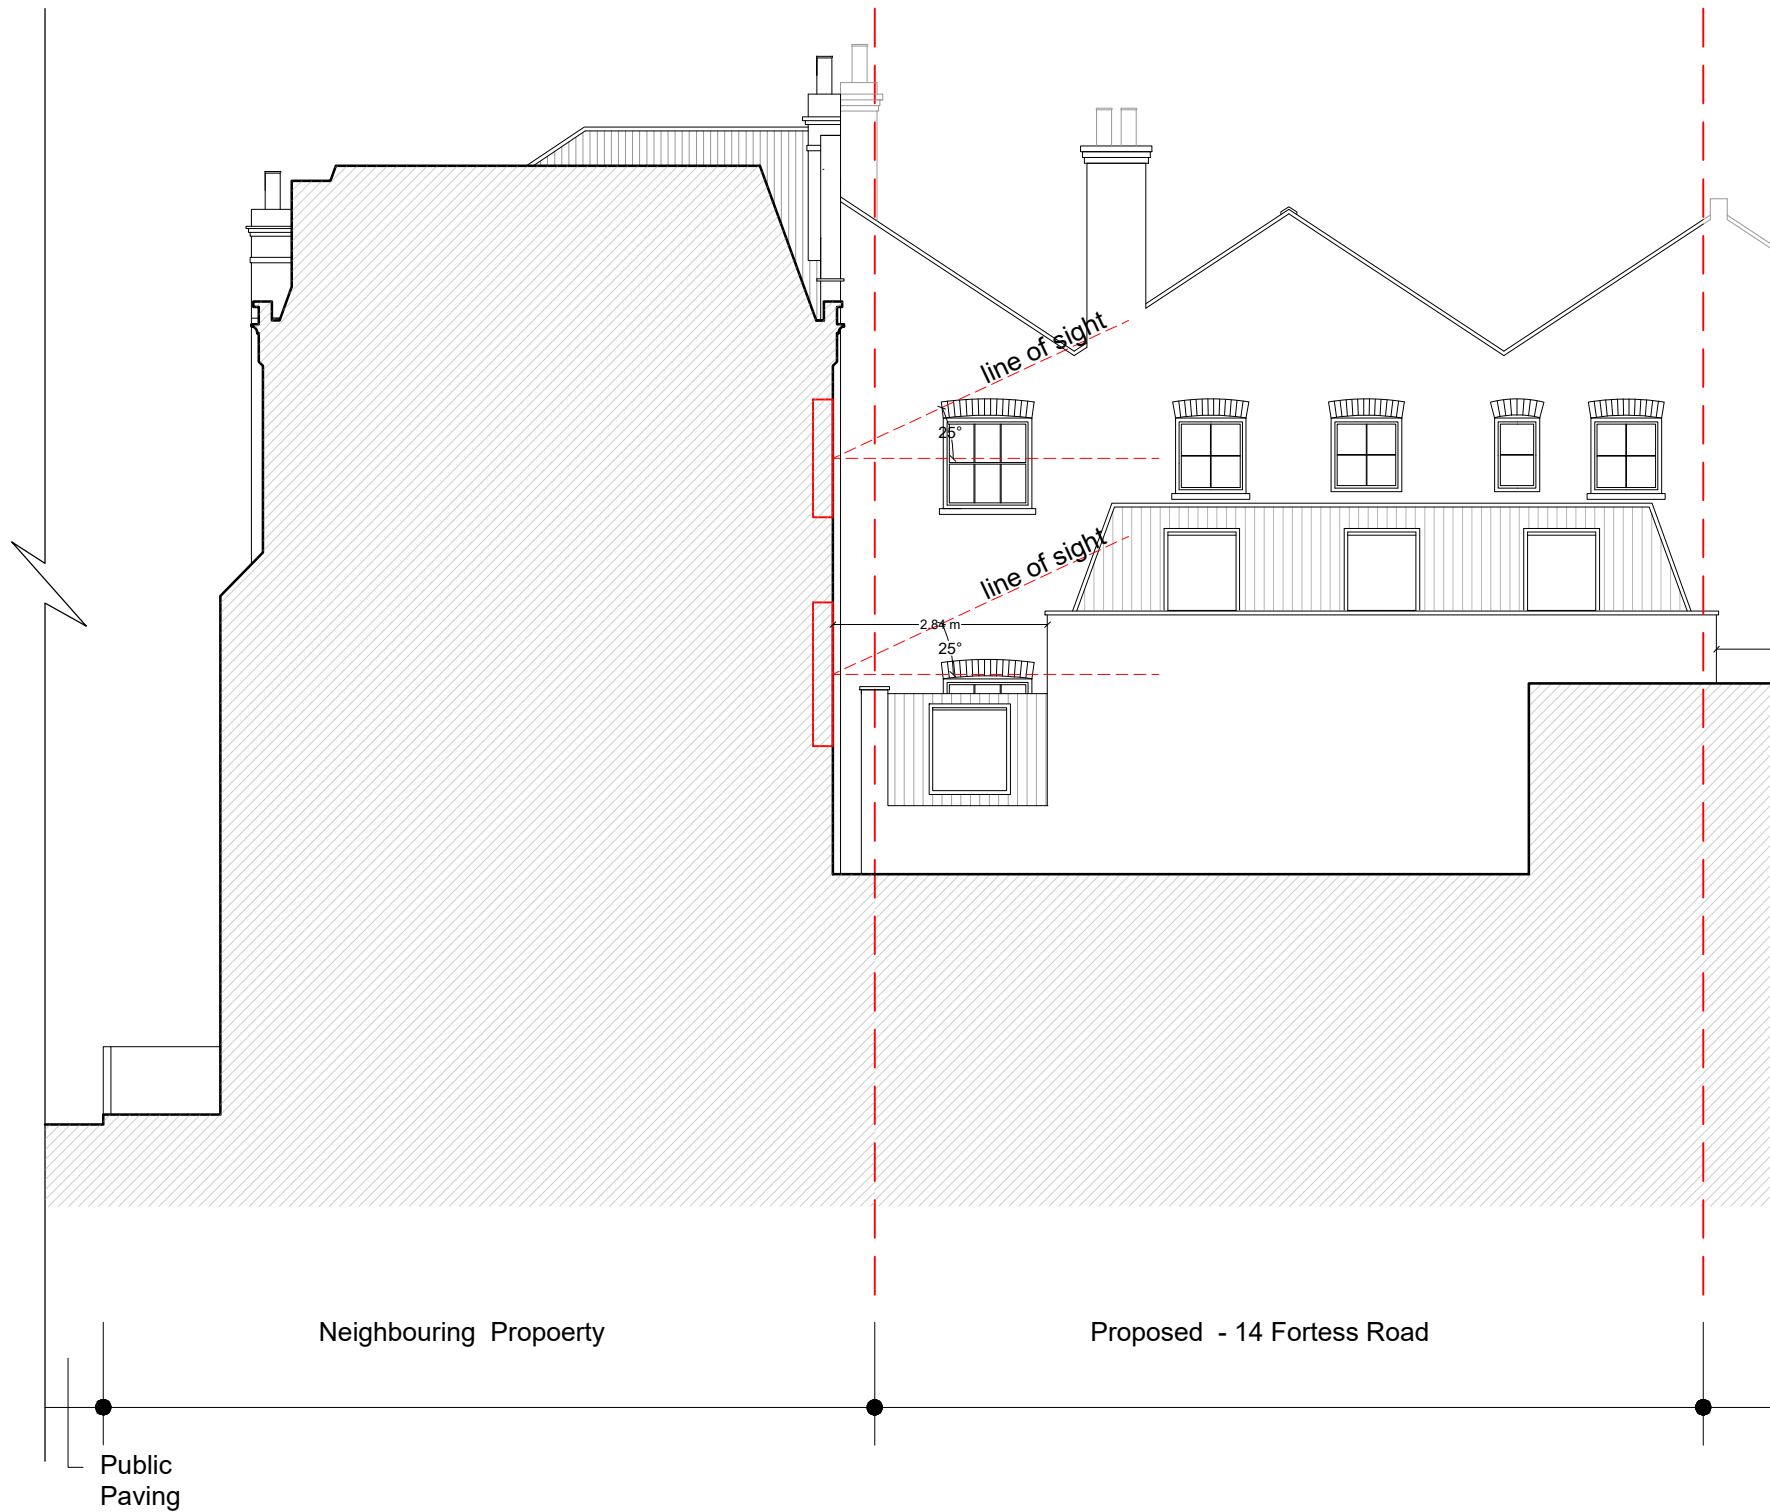 line of sight
25°
line of sight
2.84 m
25°
Neighbouring Propoerty
Proposed - 14 Fortess Road
Public
Paving